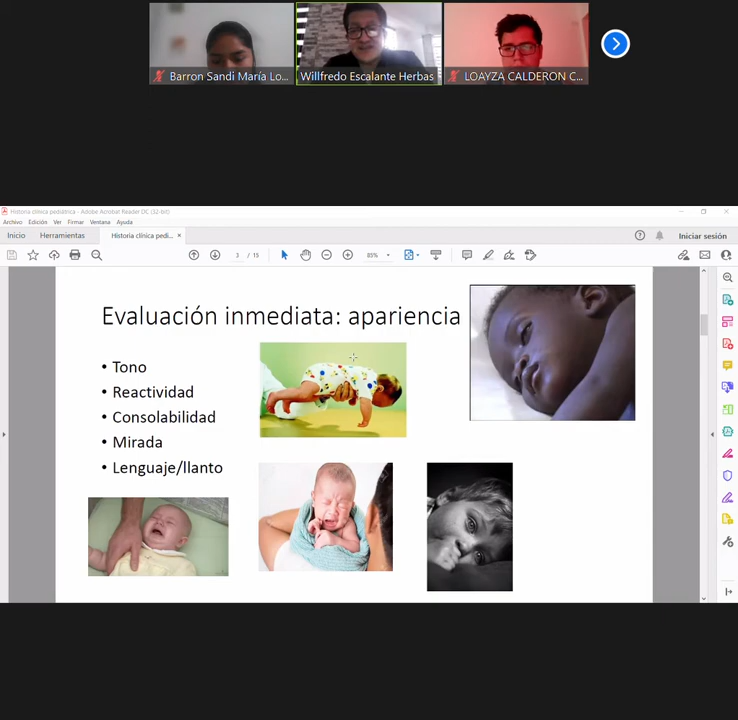 Barron Sandi María Lo...
Willfredo Escalante Herbas
LOAYZA CALDERON C...
Historia clínica pediátrica - Adobe Acrobat Reader DC (32-bit)
Archivo Edición Ver Firmar Ventana Ayuda
Inicio Herramientas Historia clínica pedi... × Iniciar sesión
3 / 15 85%
Evaluación inmediata: apariencia
• Tono
• Reactividad
• Consolabilidad
• Mirada
• Lenguaje/llanto